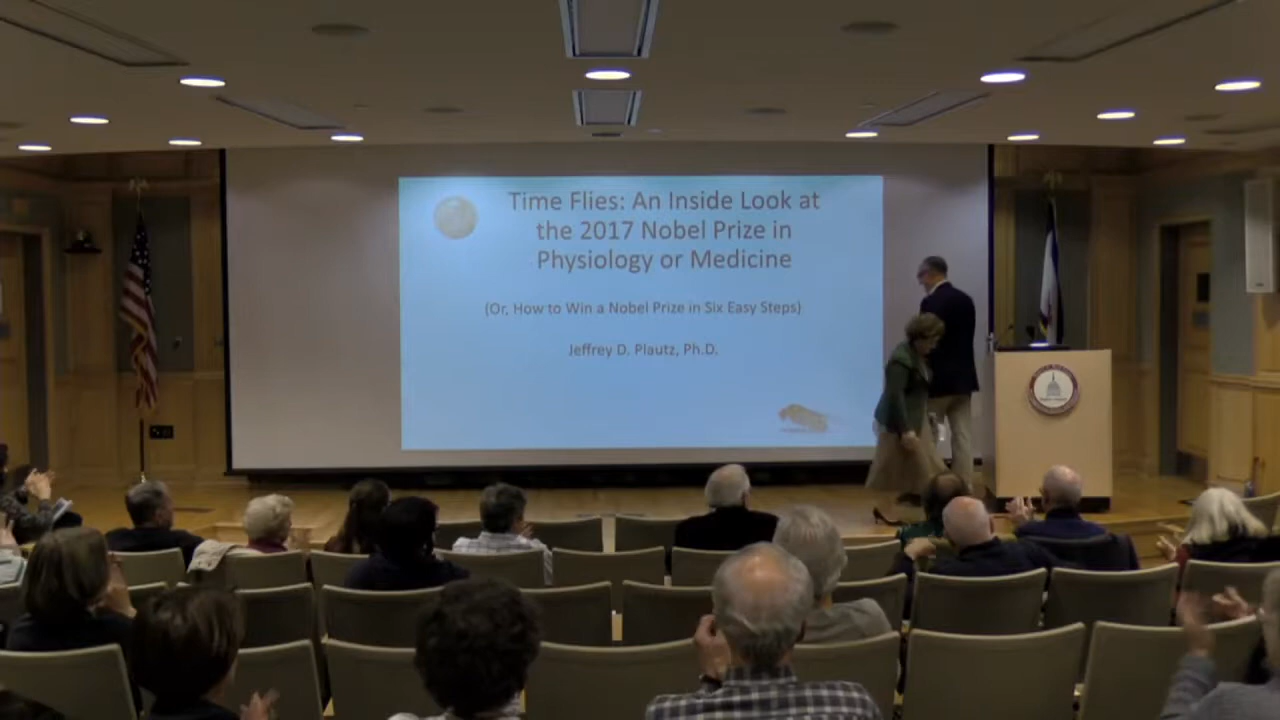 Time Flies: An Inside Look at
the 2017 Nobel Prize in
Physiology or Medicine
(Or, How to Win a Nobel Prize in Six Easy Steps)
Jeffrey D. Plautz, Ph.D.